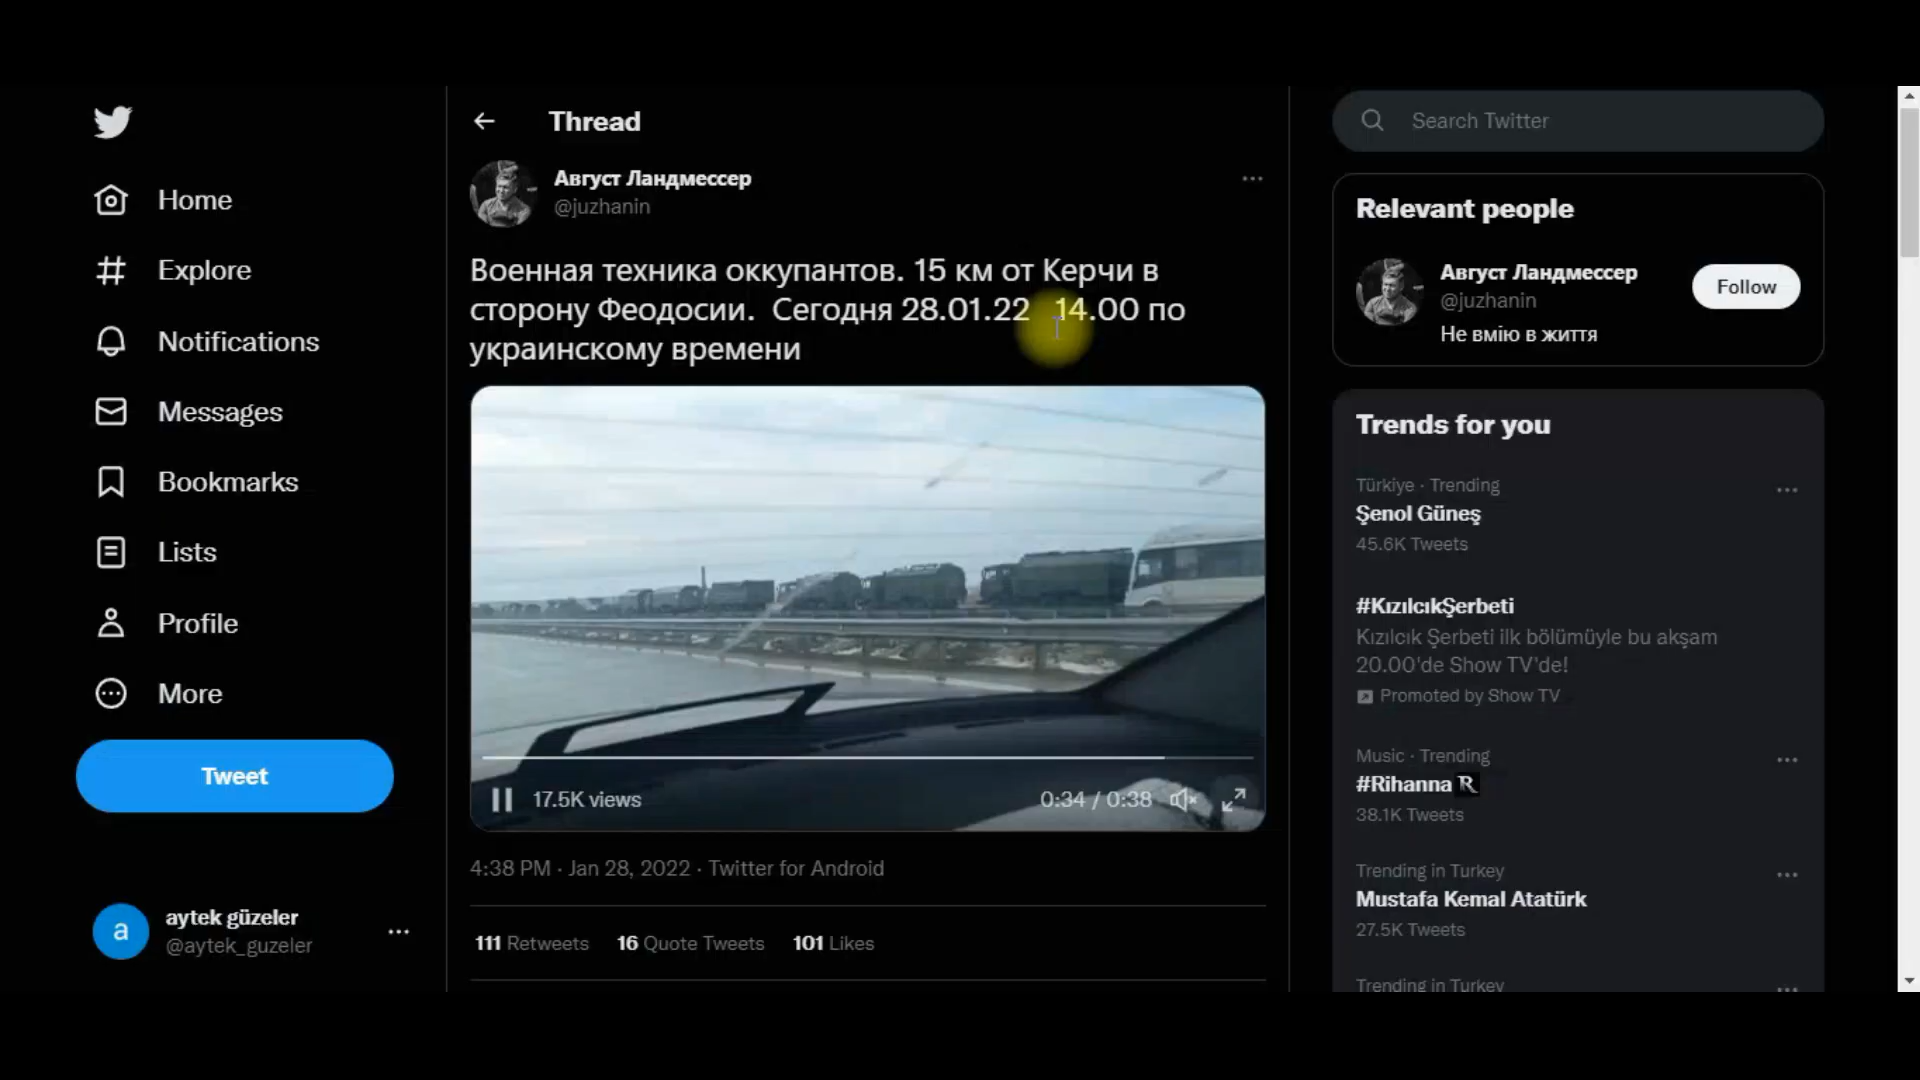 Home
Explore
Notifications
Messages
Bookmarks
Lists
Profile
More
Tweet
a
aytek güzeler
@aytek_guzeler
Thread
Август Ландмессер
@juzhanin
Военная техника оккупантов. 15 км от Керчи в
сторону Феодосии. Сегодня 28.01.22 14.00 по
украинскому времени
17.5K views
0:34 / 0:38
4:38 PM · Jan 28, 2022 · Twitter for Android
111 Retweets 16 Quote Tweets 101 Likes
Search Twitter
Relevant people
Август Ландмессер
@juzhanin
Follow
Не вмію в життя
Trends for you
Türkiye · Trending
Şenol Güneş
45.6K Tweets
#KızılcıkŞerbeti
Kızılcık Şerbeti ilk bölümüyle bu akşam
20.00'de Show TV'de!
Promoted by Show TV
Music · Trending
#Rihanna R
38.1K Tweets
Trending in Turkey
Mustafa Kemal Atatürk
27.5K Tweets
Trending in Turkey